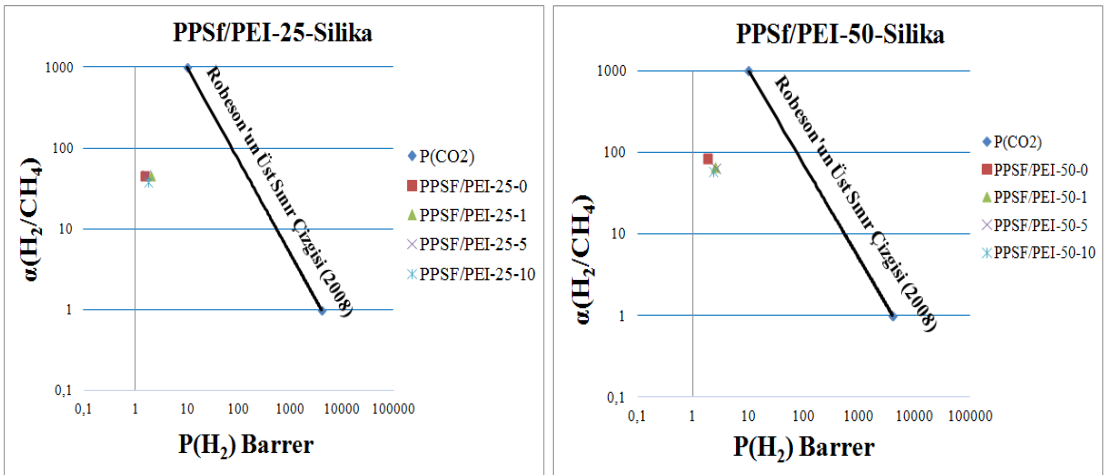 PPSf/PEI-25-Silika
1000
100
10
1
0,1
0,1 1 10 100 1000 10000 100000
α(H₂/CH₄)
P(H₂) Barrer
Robeson'un Üst Sınır Çizgisi (2008)
P(CO2)
PPSF/PEI-25-0
PPSF/PEI-25-1
PPSF/PEI-25-5
PPSF/PEI-25-10
PPSf/PEI-50-Silika
1000
100
10
1
0,1
0,1 1 10 100 1000 10000 100000
α(H₂/CH₄)
P(H₂) Barrer
Robeson'un Üst Sınır Çizgisi (2008)
P(CO2)
PPSF/PEI-50-0
PPSF/PEI-50-1
PPSF/PEI-50-5
PPSF/PEI-50-10